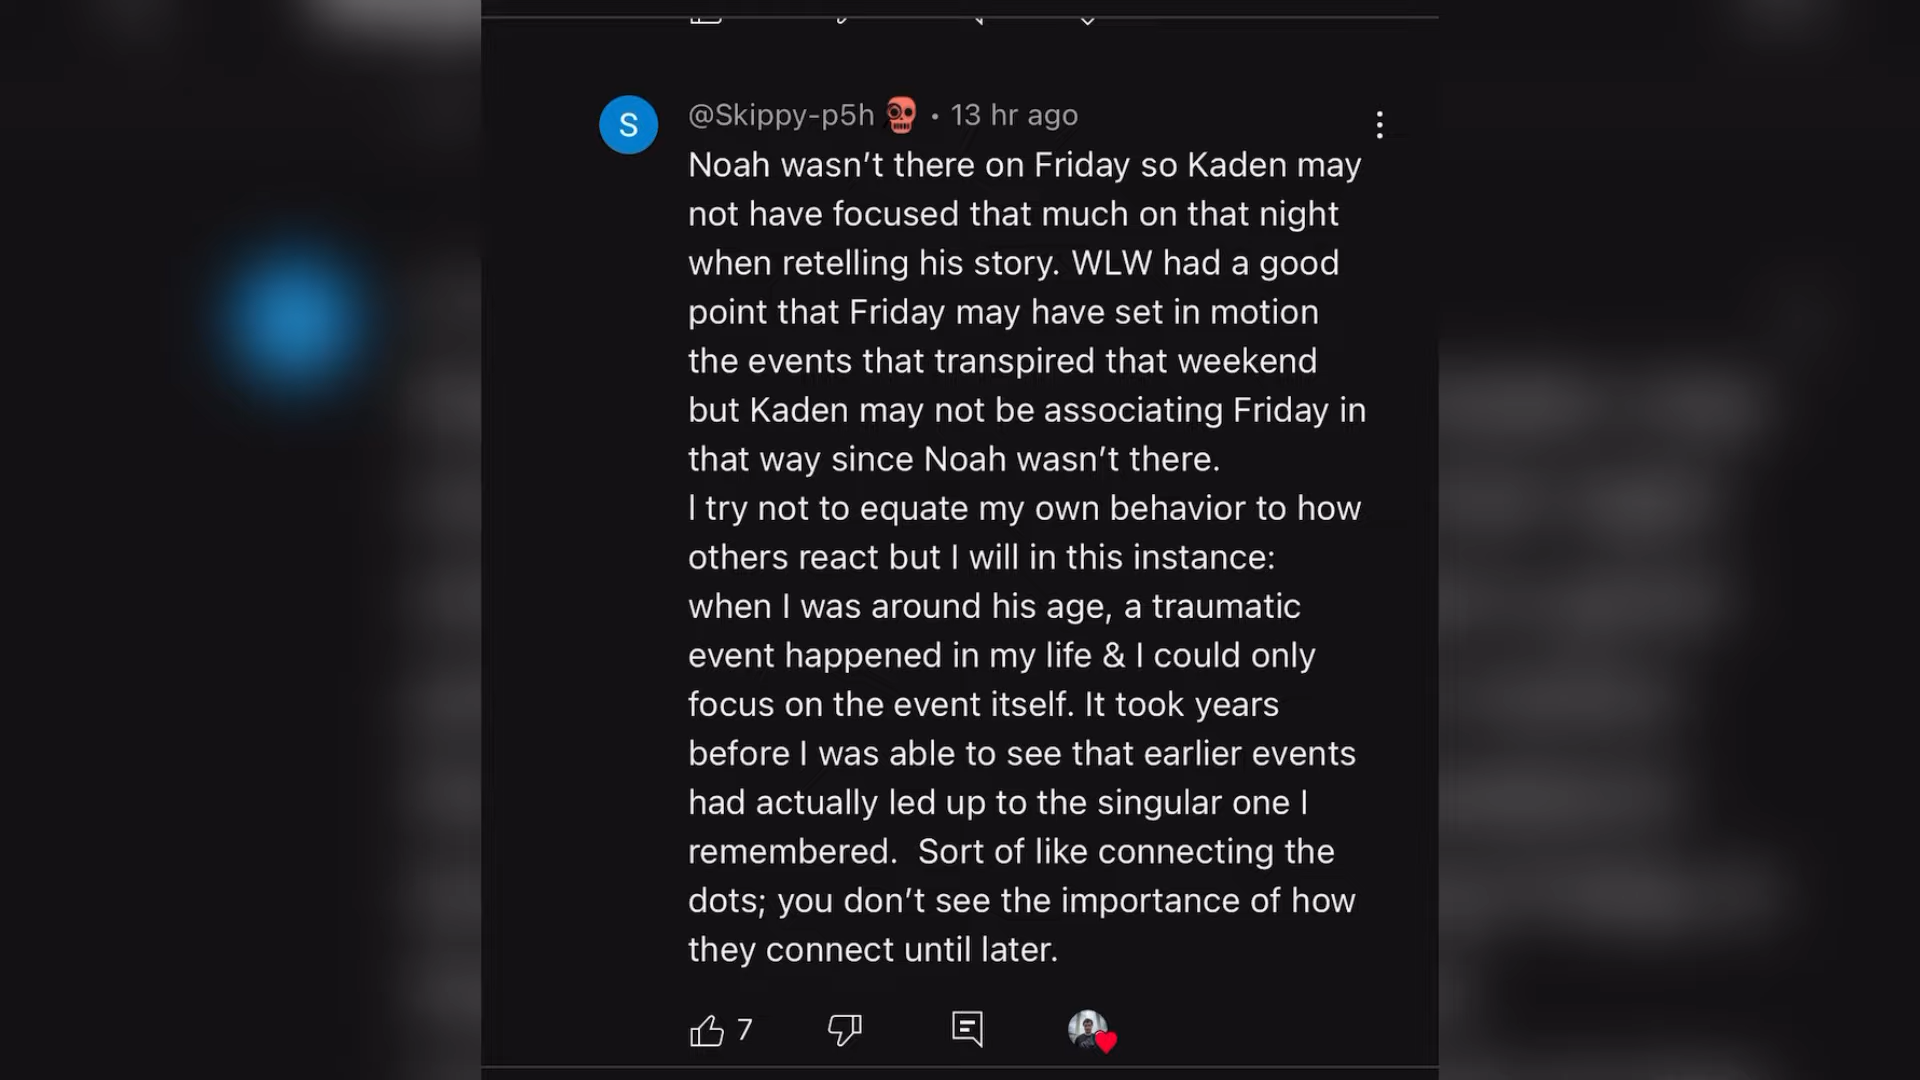 S
@Skippy-p5h • 13 hr ago
Noah wasn’t there on Friday so Kaden may
not have focused that much on that night
when retelling his story. WLW had a good
point that Friday may have set in motion
the events that transpired that weekend
but Kaden may not be associating Friday in
that way since Noah wasn’t there.
I try not to equate my own behavior to how
others react but I will in this instance:
when I was around his age, a traumatic
event happened in my life & I could only
focus on the event itself. It took years
before I was able to see that earlier events
had actually led up to the singular one I
remembered.  Sort of like connecting the
dots; you don’t see the importance of how
they connect until later.
7